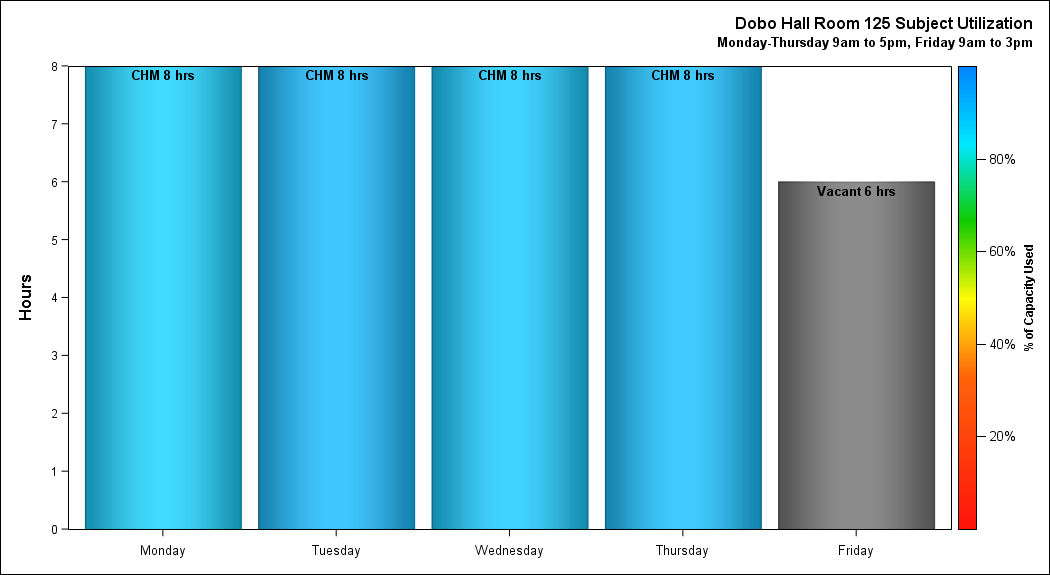 Dobo Hall Room 125 Subject Utilization
Monday-Thursday 9am to 5pm, Friday 9am to 3pm
8
7
6
5
4
3
2
1
0
Hours
CHM 8 hrs
CHM 8 hrs
CHM 8 hrs
CHM 8 hrs
Vacant 6 hrs
Monday
Tuesday
Wednesday
Thursday
Friday
80%
60%
40%
20%
% of Capacity Used